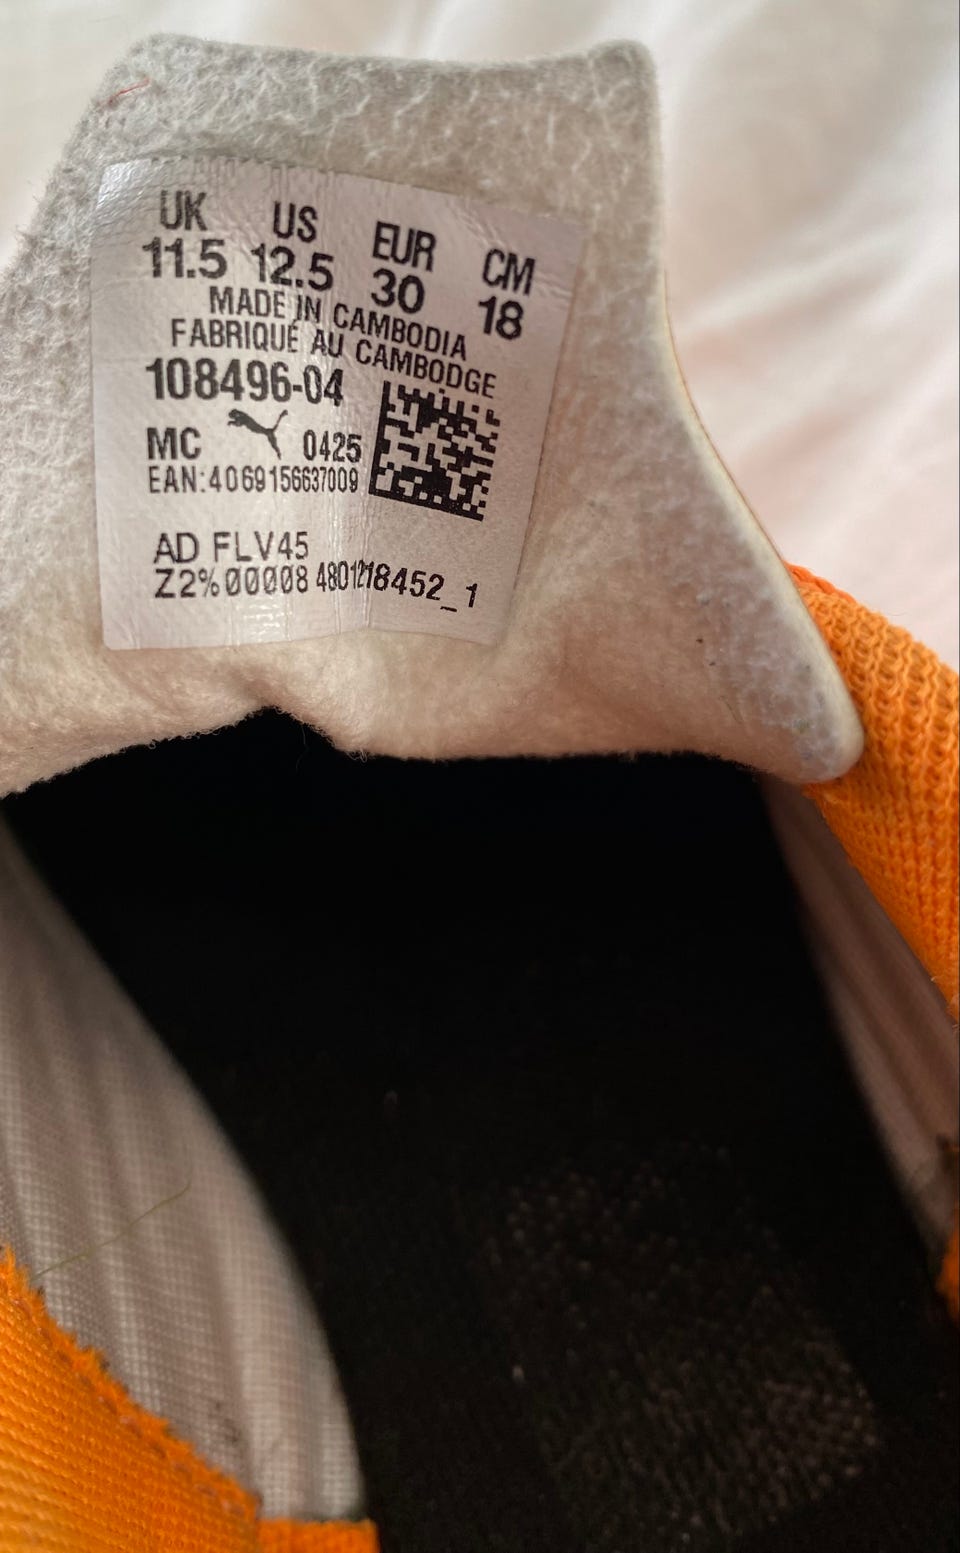 UK US EUR CM
11.5 12.5 30 18
MADE IN CAMBODIA
FABRIQUÉ AU CAMBODGE
108496-04
MC 0425
EAN:4069156637009
AD FLV45
Z2%00008 4801218452_1